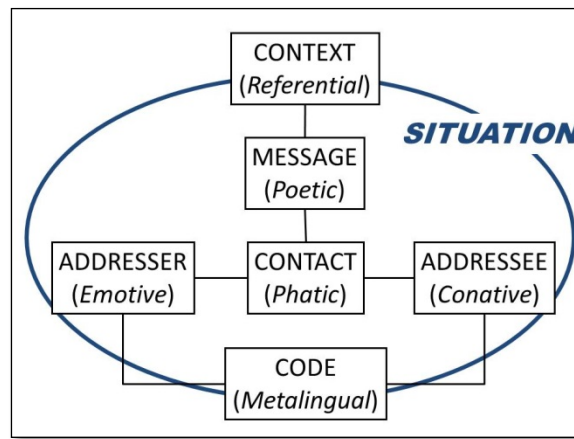 CONTEXT
(Referential)
SITUATION
MESSAGE
(Poetic)
ADDRESSER
(Emotive)
CONTACT
(Phatic)
ADDRESSEE
(Conative)
CODE
(Metalingual)